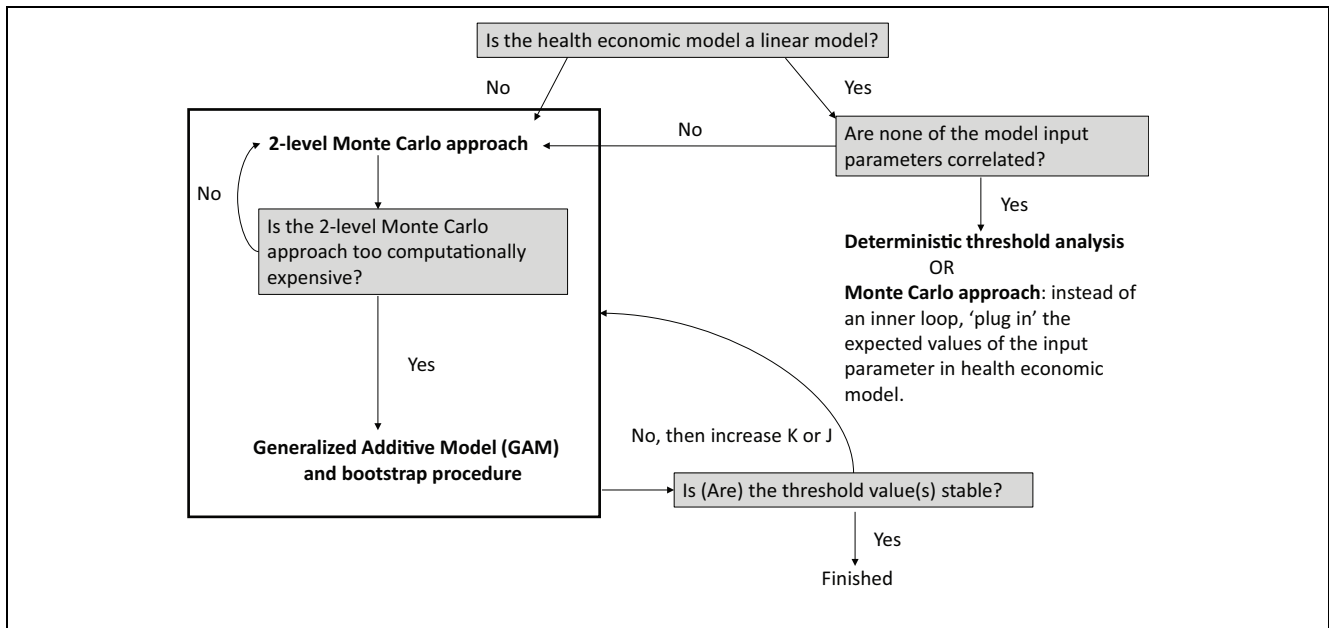 Is the health economic model a linear model?
No
Yes
2-level Monte Carlo approach
No
Are none of the model input
parameters correlated?
No
Is the 2-level Monte Carlo
approach too computationally
expensive?
Yes
Deterministic threshold analysis
OR
Monte Carlo approach: instead of
an inner loop, ‘plug in’ the
expected values of the input
parameter in health economic
model.
Yes
Generalized Additive Model (GAM)
and bootstrap procedure
No, then increase K or J
Is (Are) the threshold value(s) stable?
Yes
Finished